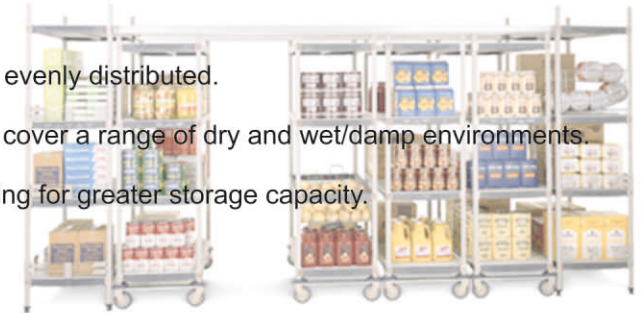 evenly distributed.
cover a range of dry and wet/damp environments.
ng for greater storage capacity.